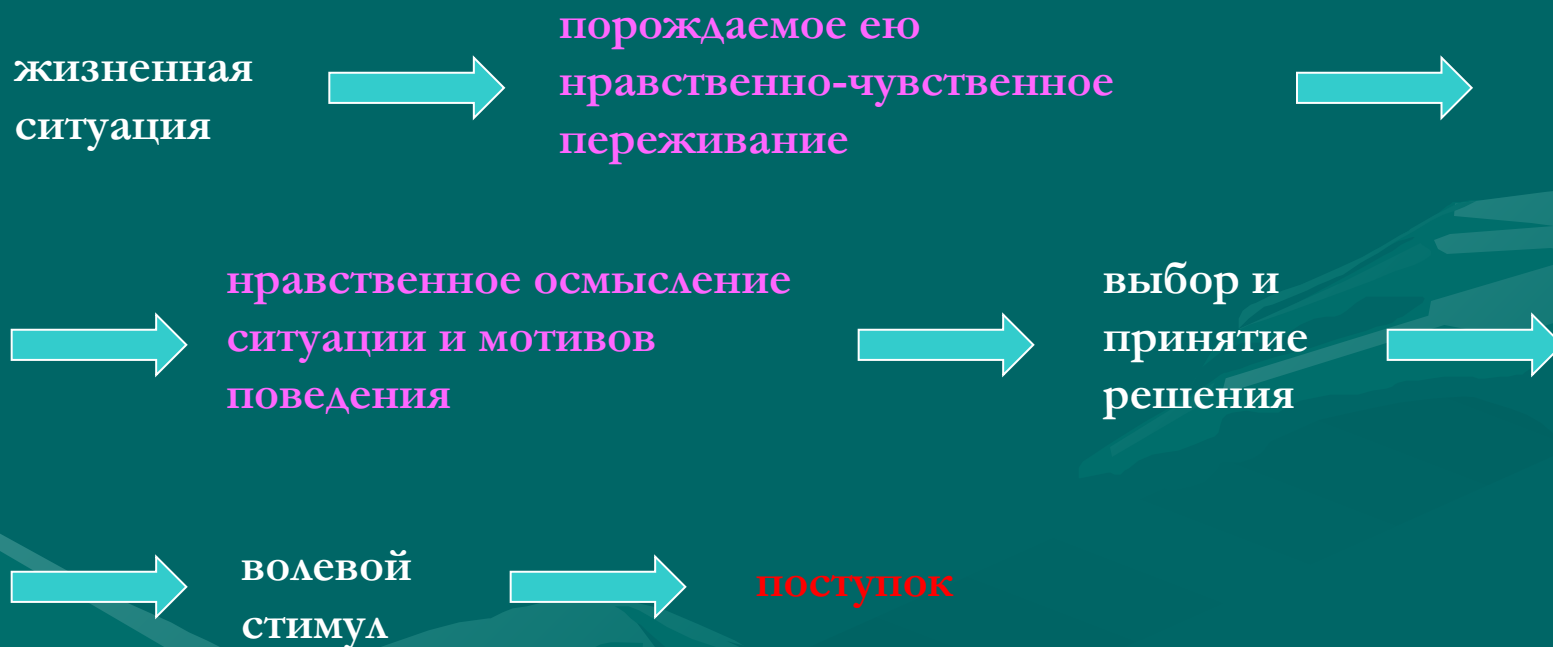 жизненная
ситуация
порождаемое ею
нравственно-чувственное
переживание
нравственное осмысление
ситуации и мотивов
поведения
выбор и
принятие
решения
волевой
стимул
поступок